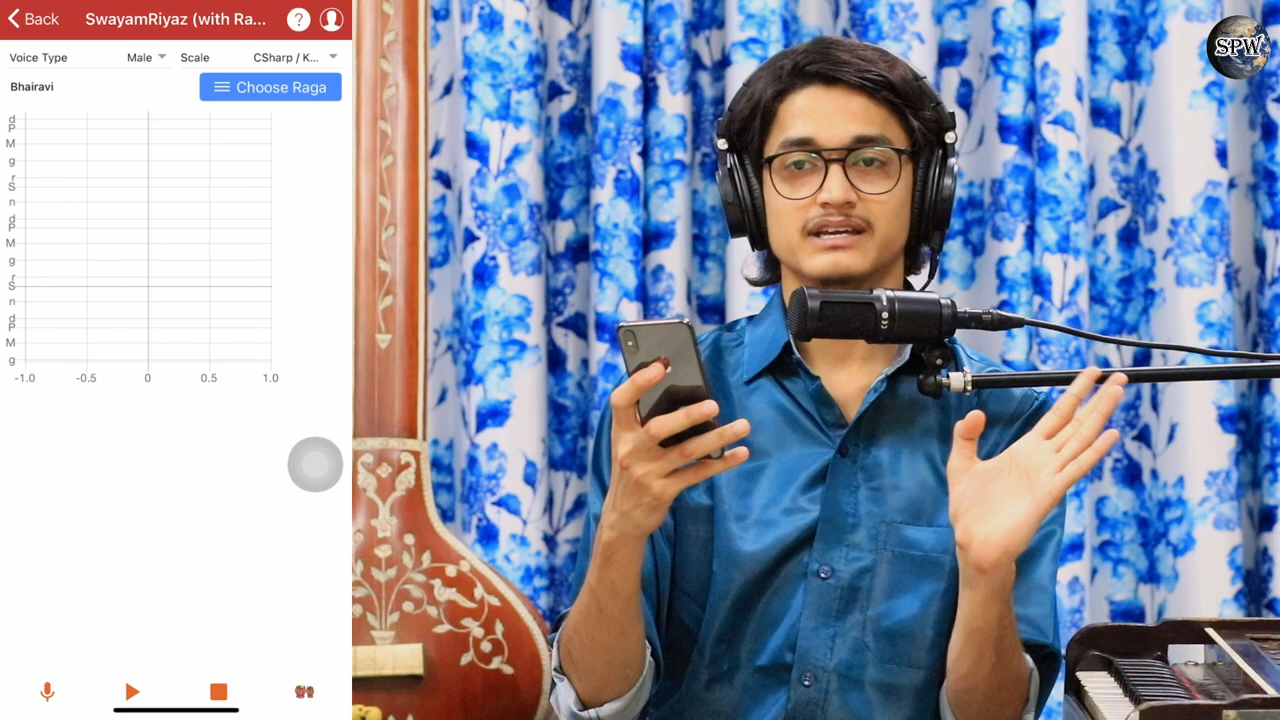 Back
SwayamRiyaz (with Ra...
?
Voice Type
Male
Scale
CSharp / K...
Bhairavi
Choose Raga
d
P
M
g
r
S
n
d
P
M
g
r
S
n
d
P
M
g
-1.0
-0.5
0
0.5
1.0
SPW
CE